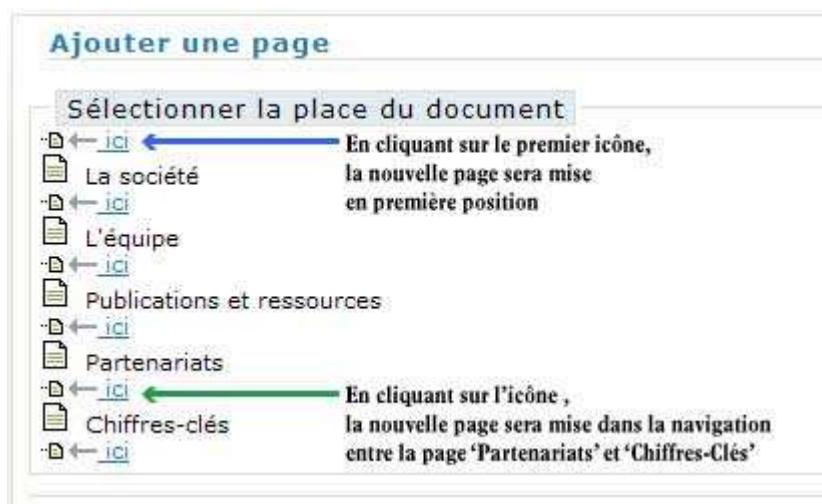 Ajouter une page
Sélectionner la place du document
ici
En cliquant sur le premier icône,
La société
la nouvelle page sera mise
ici
en première position
L'équipe
ici
Publications et ressources
ici
Partenariats
ici
En cliquant sur l'icône ,
Chiffres-clés
la nouvelle page sera mise dans la navigation
ici
entre la page 'Partenariats' et 'Chiffres-Clés'